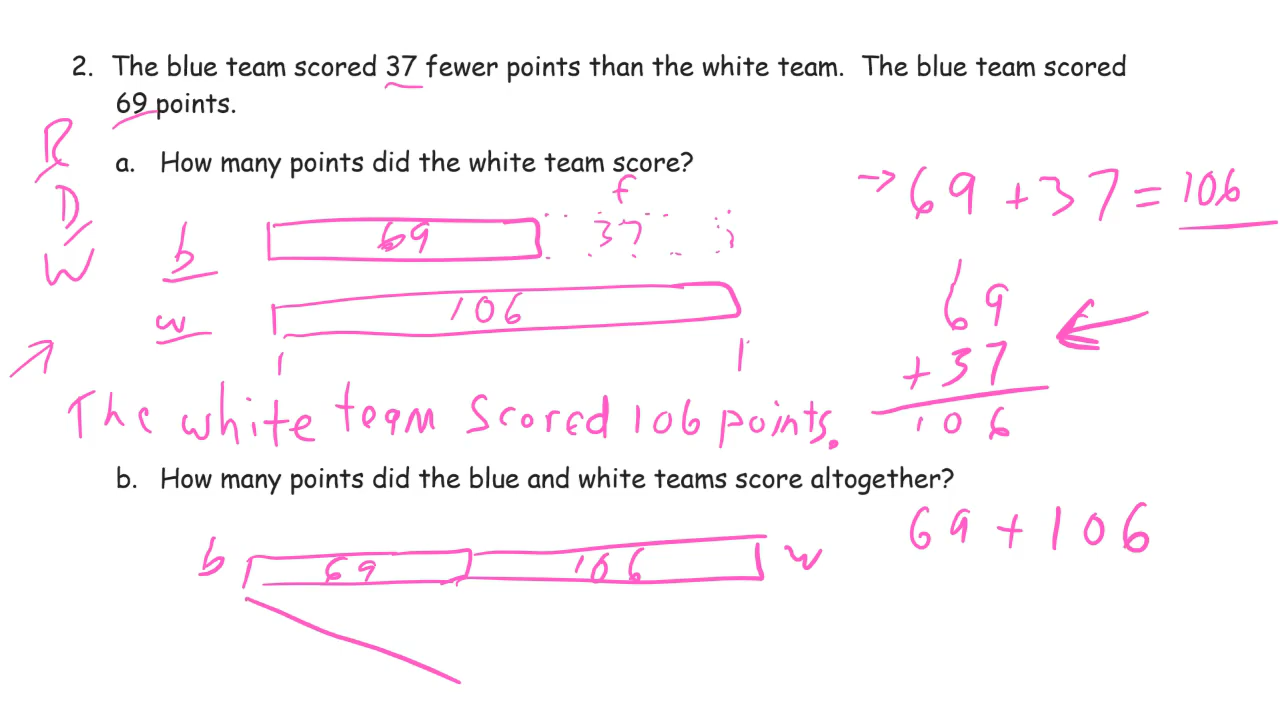 2. The blue team scored 37 fewer points than the white team. The blue team scored
69 points.
R
D
W
a. How many points did the white team score?
f
b 69 37
w 106
→ 69 + 37 = 106
69
+ 37
106
The white team scored 106 points.
b. How many points did the blue and white teams score altogether?
b 69 106 w
69 + 106